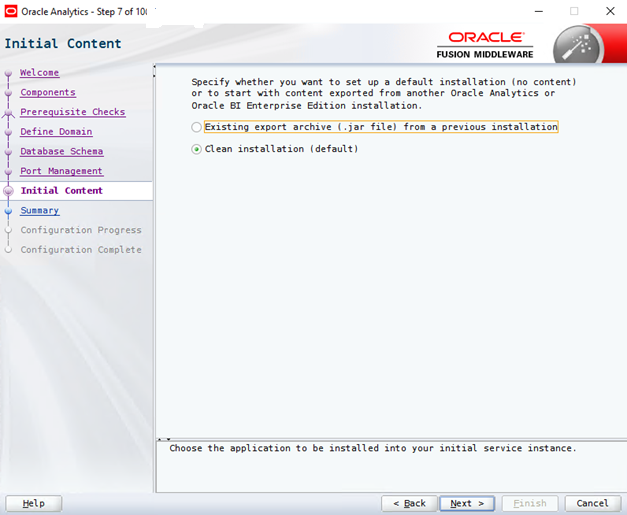 Oracle Analytics - Step 7 of 10
Initial Content
ORACLE
FUSION MIDDLEWARE
Welcome
Components
Prerequisite Checks
Define Domain
Database Schema
Port Management
Initial Content
Summary
Configuration Progress
Configuration Complete
Specify whether you want to set up a default installation (no content)
or to start with content exported from another Oracle Analytics or
Oracle BI Enterprise Edition installation.
Existing export archive (.jar file) from a previous installation
Clean installation (default)
Choose the application to be installed into your initial service instance.
Help
< Back
Next >
Finish
Cancel